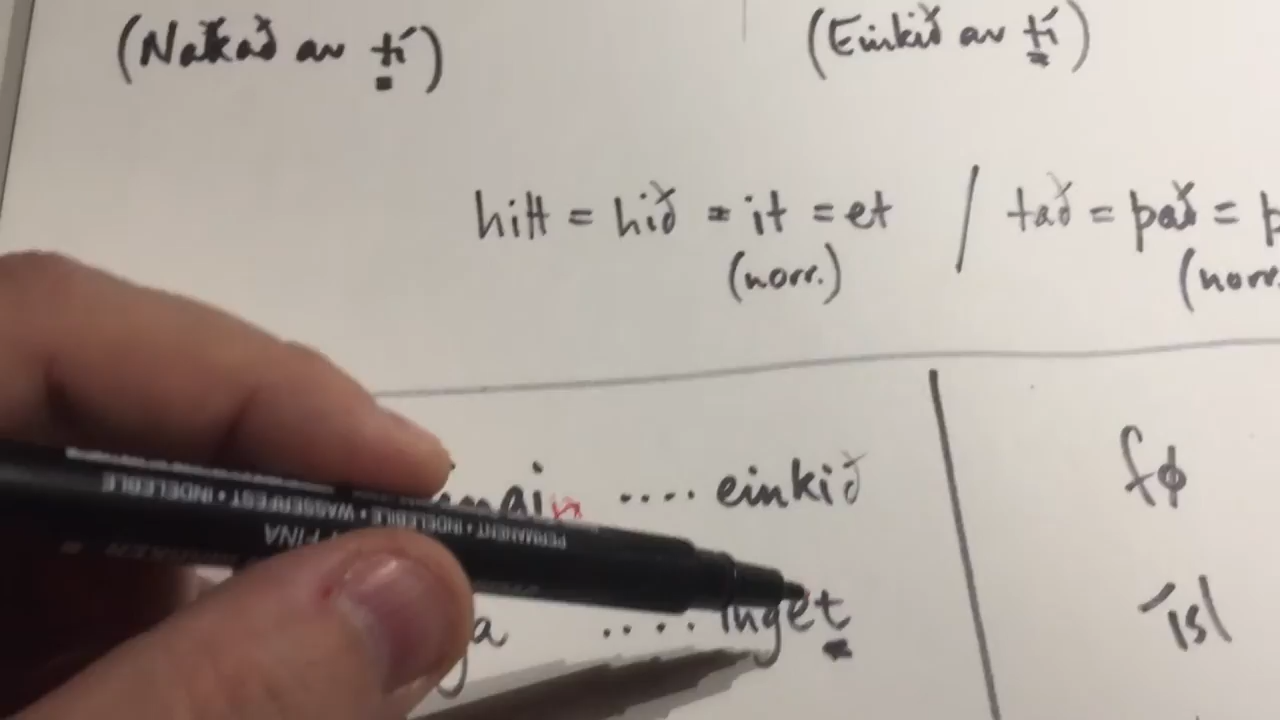 (Nakað av tí)
(Einkið av tí)
hitt = hið = it = et / tað = það =
(norr.)
(norr.
einkið
fø
inget
ísl
PERMANENT • INDELEBILE • WASSERFEST • INDELEBLE